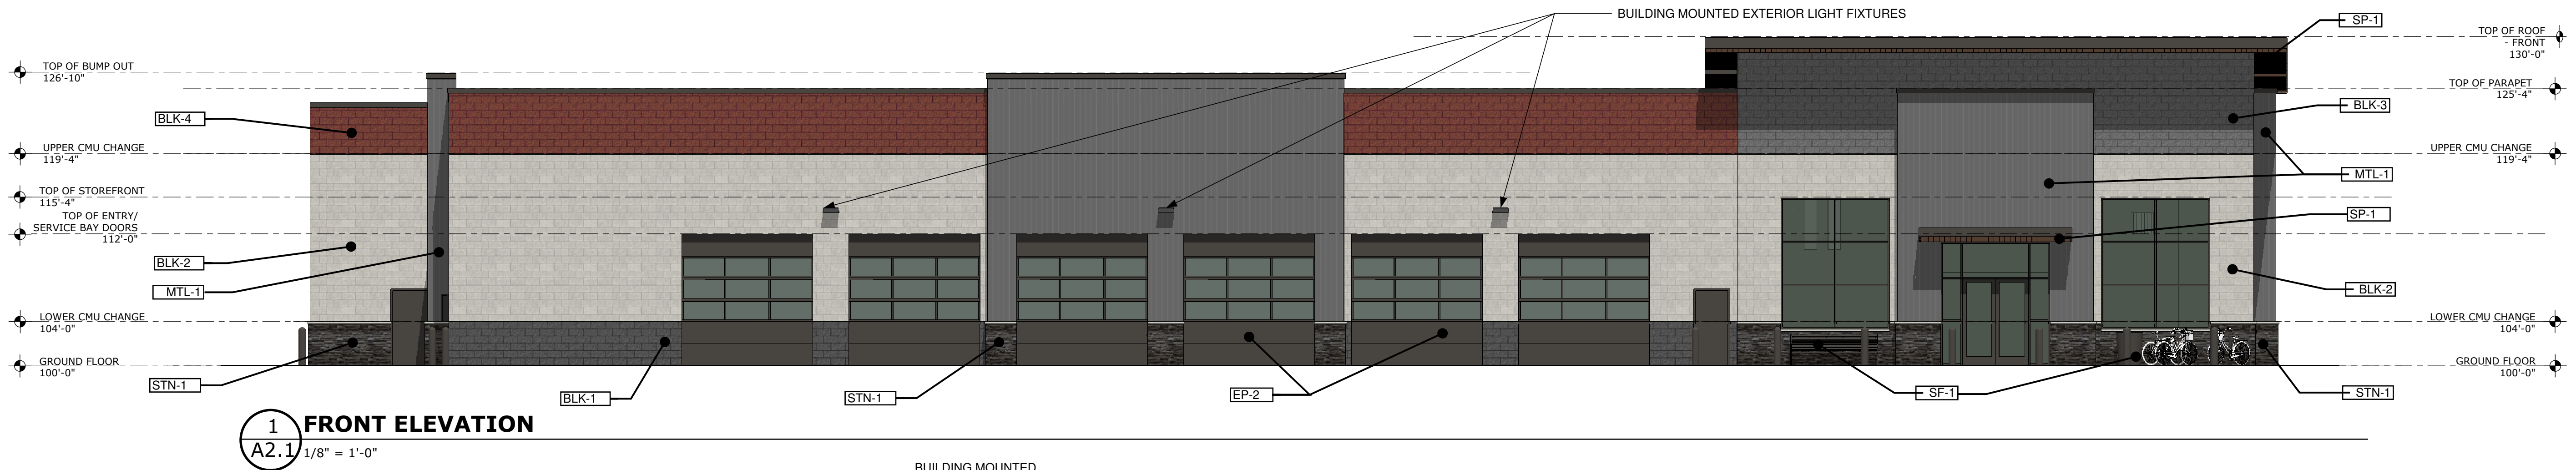 BUILDING MOUNTED EXTERIOR LIGHT FIXTURES
SP-1
TOP OF ROOF
- FRONT
130'-0"
TOP OF BUMP OUT
126'-10"
TOP OF PARAPET
125'-4"
BLK-3
BLK-4
UPPER CMU CHANGE
119'-4"
UPPER CMU CHANGE
119'-4"
MTL-1
TOP OF STOREFRONT
115'-4"
SP-1
TOP OF ENTRY/
SERVICE BAY DOORS
112'-0"
BLK-2
BLK-2
MTL-1
LOWER CMU CHANGE
104'-0"
LOWER CMU CHANGE
104'-0"
GROUND FLOOR
100'-0"
GROUND FLOOR
100'-0"
STN-1
BLK-1
STN-1
EP-2
SF-1
STN-1
1
A2.1
FRONT ELEVATION
1/8" = 1'-0"
BUILDING MOUNTED